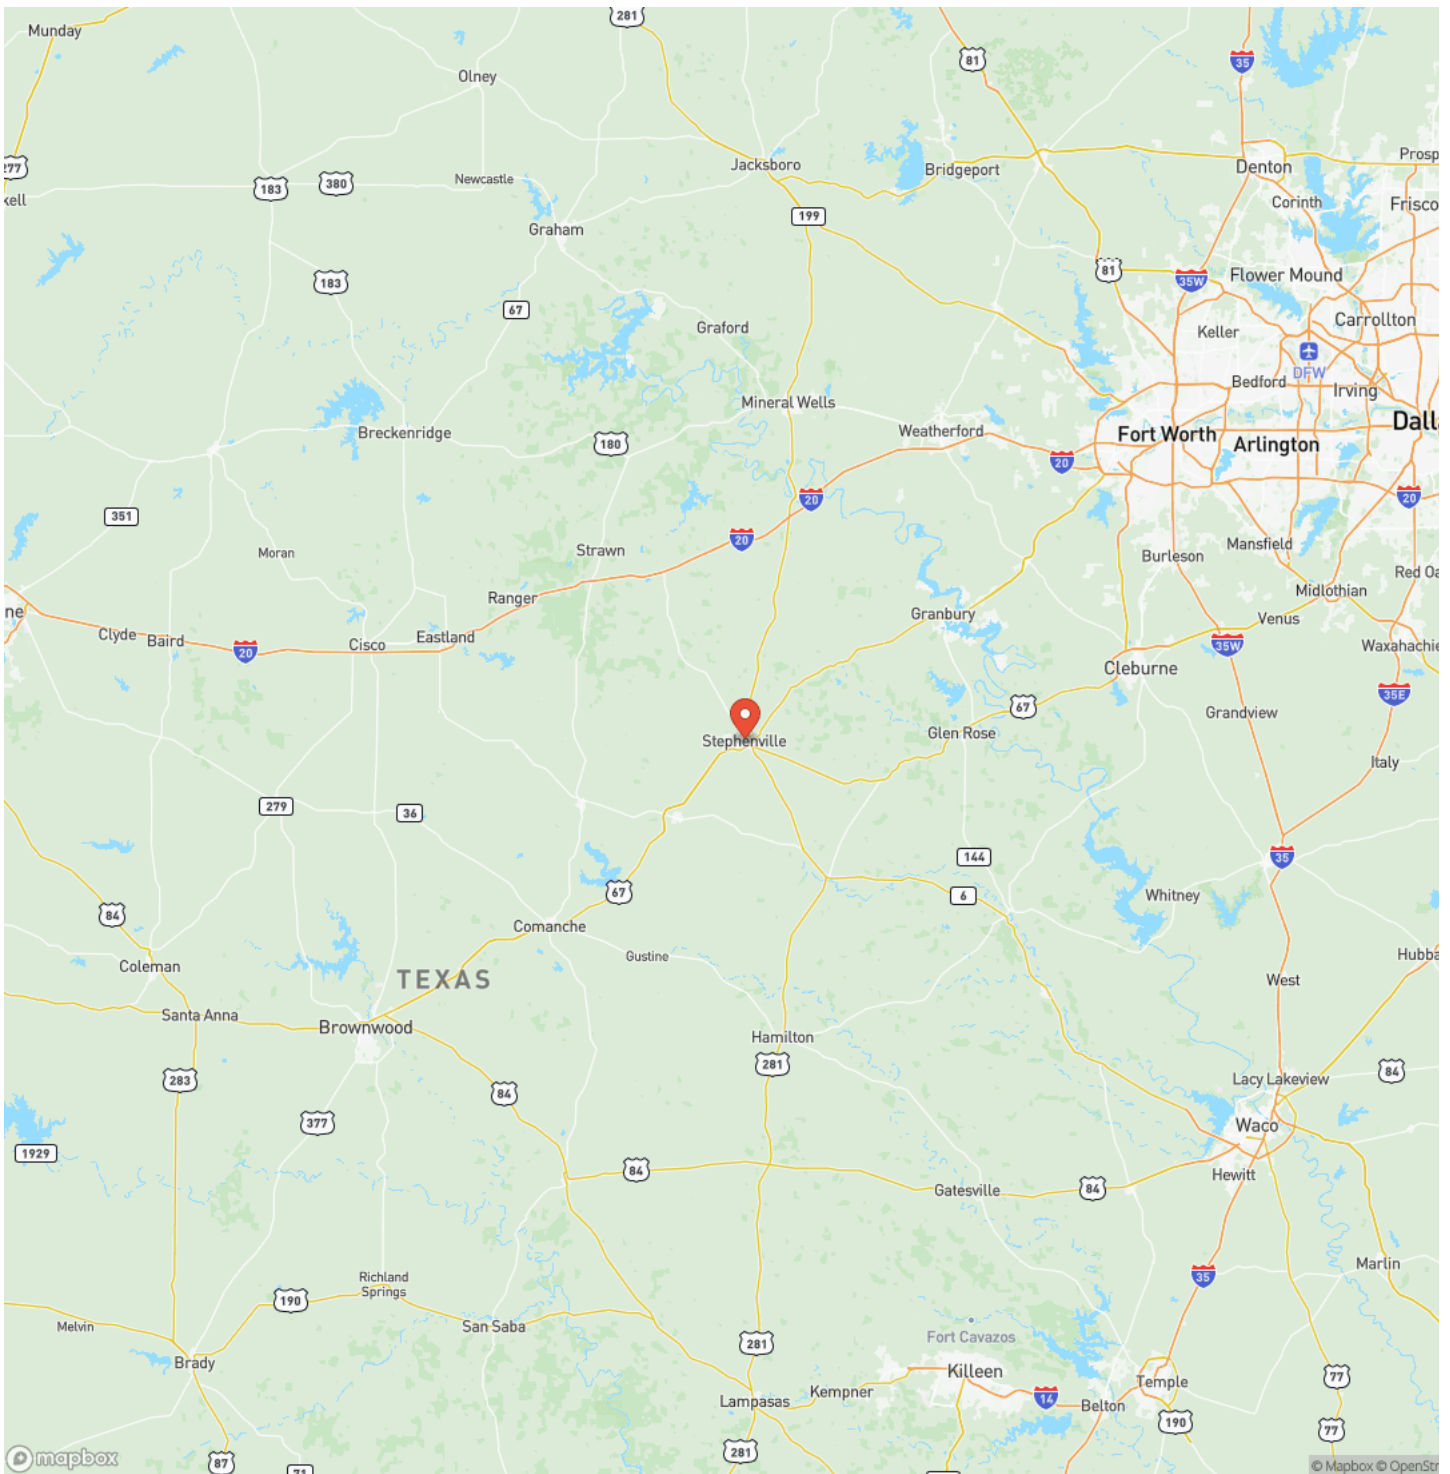 281
Munday
81
35
Olney
277
Prosp
Jacksboro
Denton
Bridgeport
Newcastle
183
380
kell
Corinth
Frisco
199
Graham
81
Flower Mound
183
35W
67
Graford
Carrollton
Keller
DFW
Bedford
Irving
Mineral Wells
Dall
Breckenridge
Weatherford
Fort Worth
Arlington
180
20
20
20
351
20
Moran
Strawn
Burleson
Mansfield
Red Oa
Ranger
Midlothian
ne
Granbury
Venus
Clyde
Baird
Cisco
Eastland
20
35W
Waxahachie
Cleburne
35E
67
Grandview
Stephenville
Glen Rose
Italy
279
36
144
35
67
6
Whitney
84
Comanche
Gustine
Hubba
Coleman
TEXAS
West
Santa Anna
Brownwood
Hamilton
281
84
283
Lacy Lakeview
84
377
Waco
1929
84
Hewitt
Gatesville
84
Marlin
35
Richland
Springs
190
Melvin
San Saba
Fort Cavazos
281
Brady
Killeen
77
Temple
Kempner
14
Lampasas
Belton
190
77
281
87
71
mapbox
© Mapbox © OpenStr